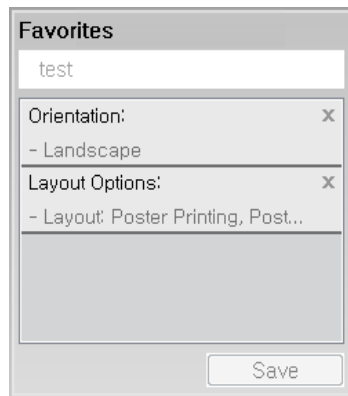 Favorites
test
Orientation: x
- Landscape
Layout Options: x
- Layout: Poster Printing, Post...
Save